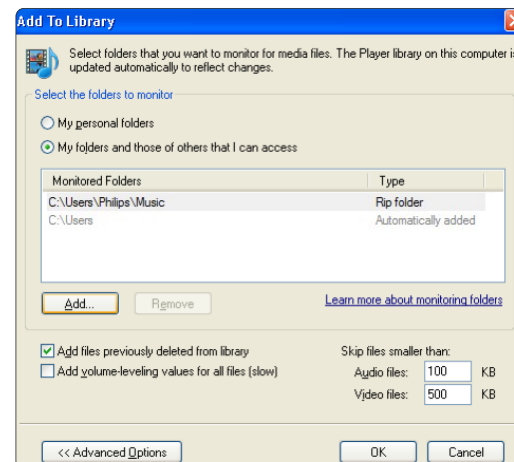 Add To Library
Select folders that you want to monitor for media files. The Player library on this computer is
updated automatically to reflect changes.
Select the folders to monitor
My personal folders
My folders and those of others that I can access
Monitored Folders Type
C:\Users\Philips\Music Rip folder
C:\Users Automatically added
Add... Remove Learn more about monitoring folders
Add files previously deleted from library Skip files smaller than:
Add volume-leveling values for all files (slow) Audio files: 100 KB
Video files: 500 KB
<< Advanced Options OK Cancel